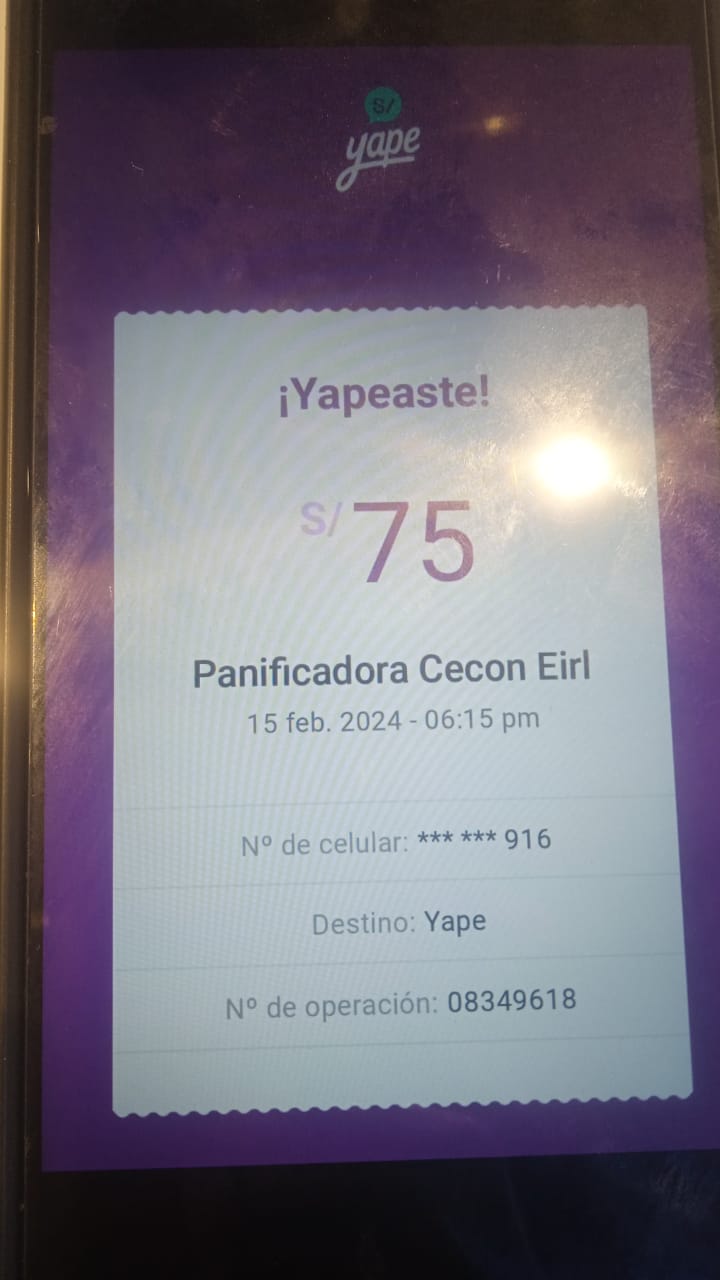 S/
yape
¡Yapeaste!
S/ 75
Panificadora Cecon Eirl
15 feb. 2024 - 06:15 pm
Nº de celular: *** *** 916
Destino: Yape
Nº de operación: 08349618